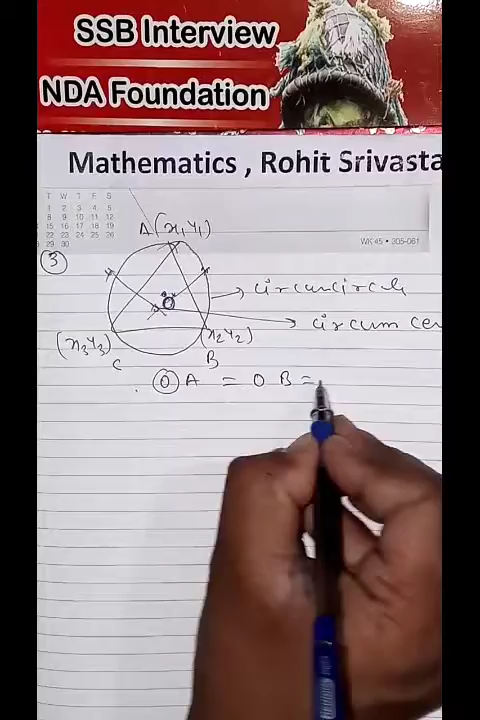 SSB Interview
NDA Foundation
Mathematics , Rohit Srivasta
T W T F S
1 2 3 4 5
8 9 10 11 12
15 16 17 18 19
22 23 24 25 26
29 30
WK 45 • 305-061
A(x₁y₁)
3
circumcircle
O
circum cen
(x₃y₃)
(x₂y₂)
C
B
O A = O B =